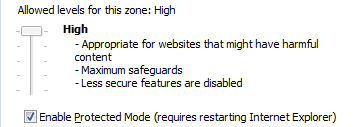 Allowed levels for this zone: High
High
- Appropriate for websites that might have harmful
content
- Maximum safeguards
- Less secure features are disabled
Enable Protected Mode (requires restarting Internet Explorer)